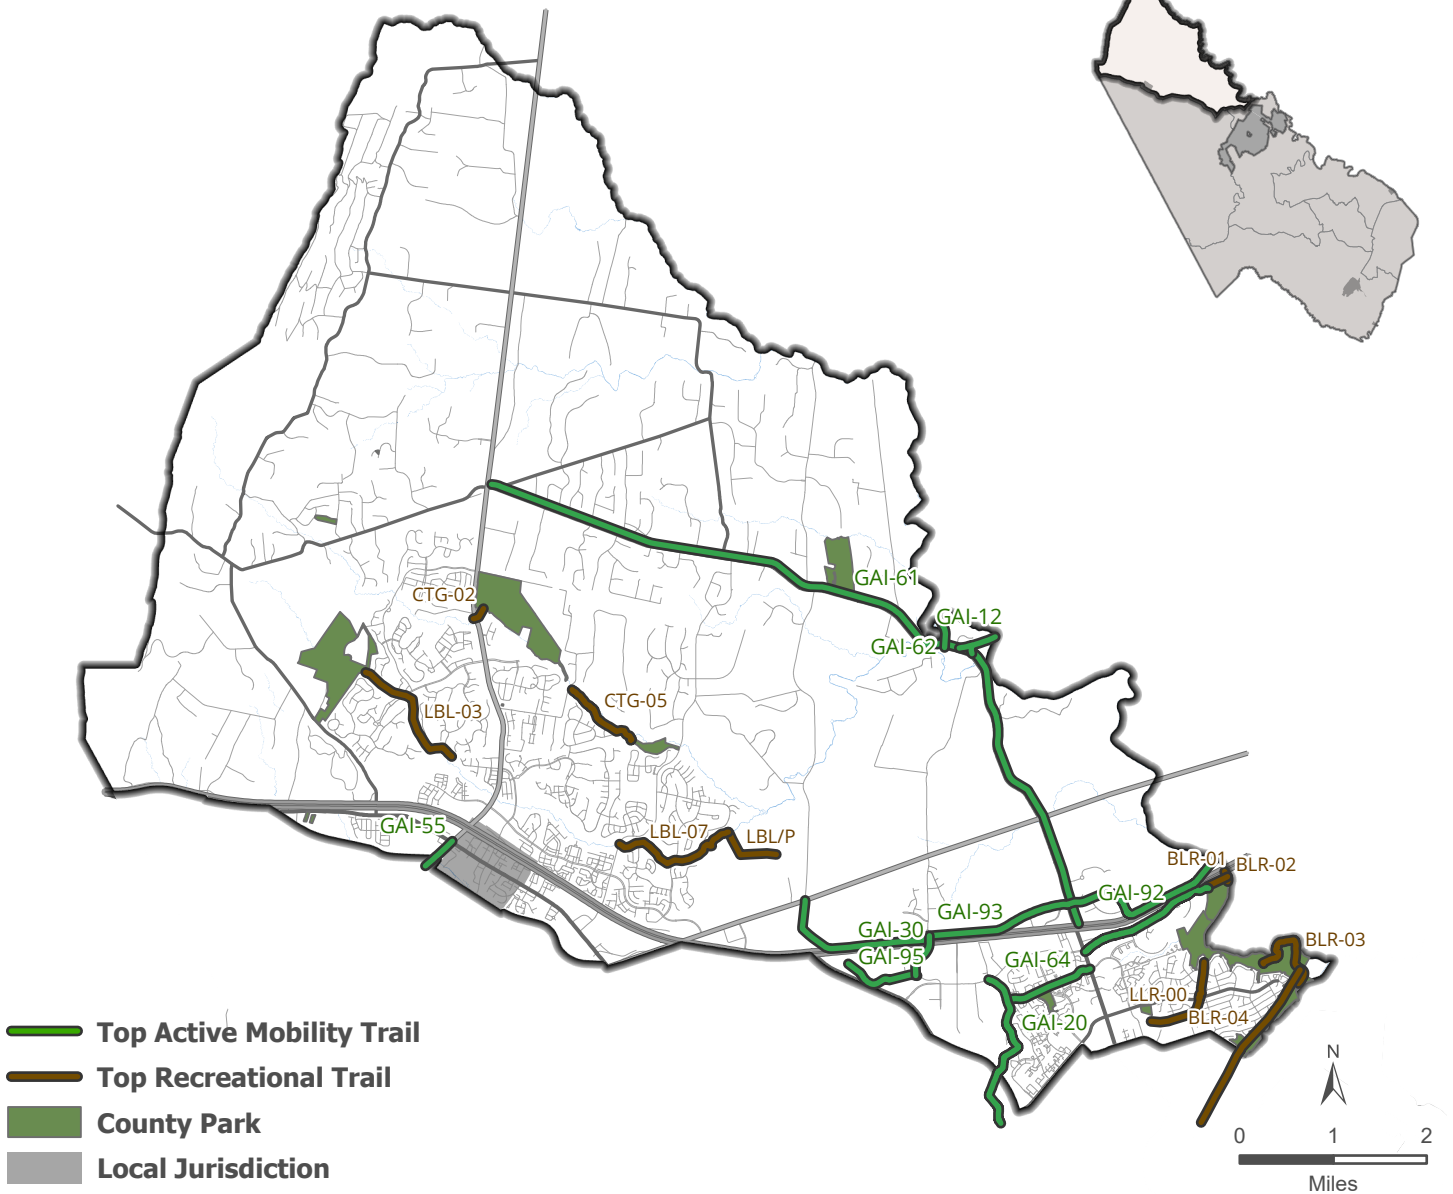 GAI-61
CTG-02
GAI-12
GAI-62
CTG-05
LBL-03
GAI-55
LBL-07
LBL/P
BLR-01
BLR-02
GAI-92
GAI-93
GAI-30
GAI-95
GAI-64
BLR-03
LLR-00
BLR-04
GAI-20
Top Active Mobility Trail
Top Recreational Trail
County Park
Local Jurisdiction
N
0 1 2
Miles